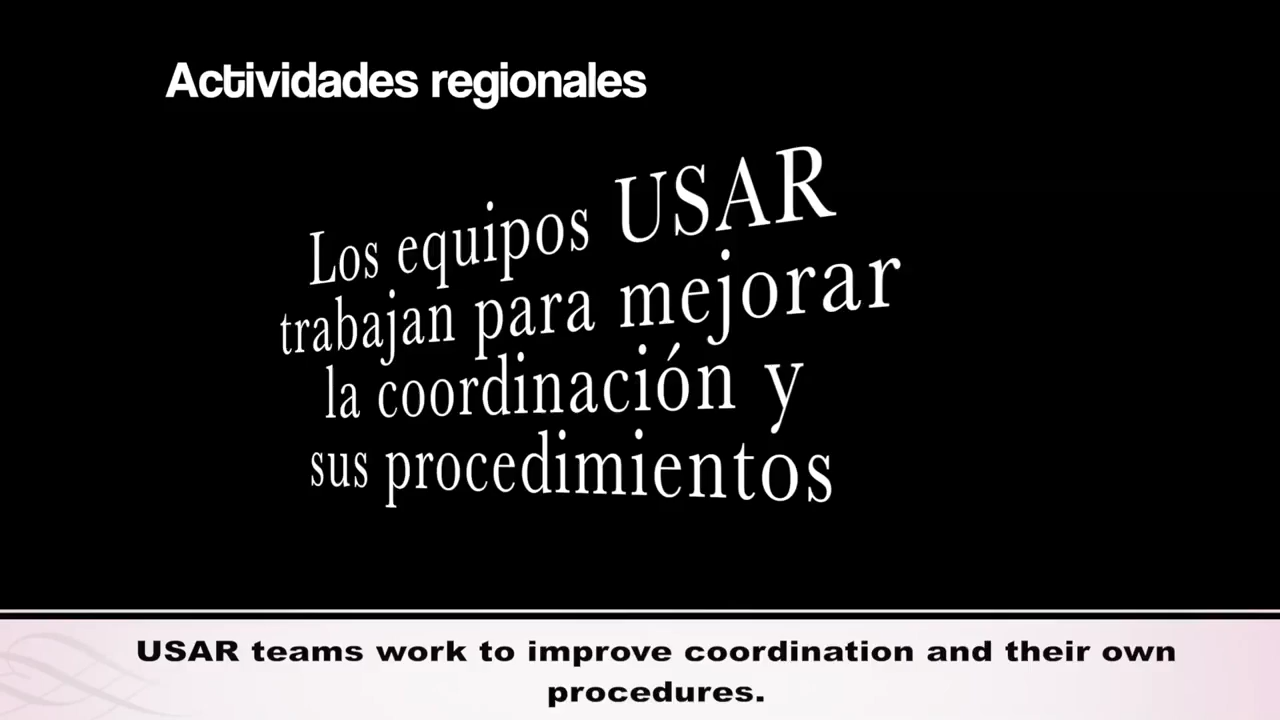 Actividades regionales
Los equipos USAR
trabajan para mejorar
la coordinación y
sus procedimientos
USAR teams work to improve coordination and their own
procedures.